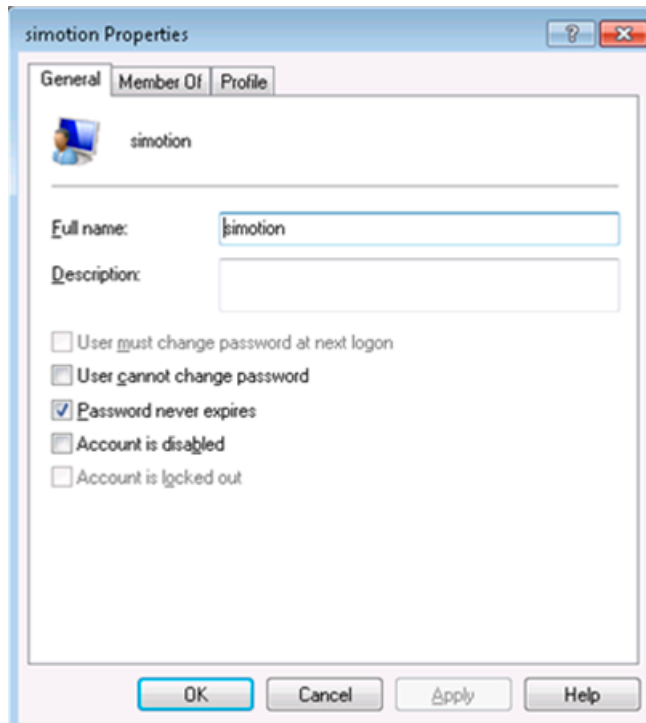 simotion Properties
General Member Of Profile
simotion
Full name: simotion
Description:
User must change password at next logon
User cannot change password
Password never expires
Account is disabled
Account is locked out
OK Cancel Apply Help